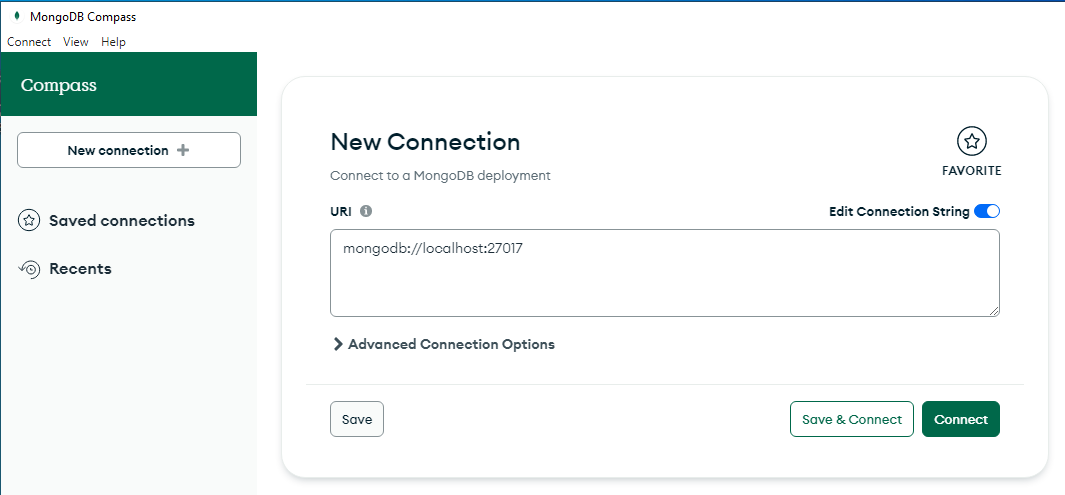 MongoDB Compass
Connect View Help
Compass
New connection
Saved connections
Recents
New Connection
FAVORITE
Connect to a MongoDB deployment
URI
Edit Connection String
mongodb://localhost:27017
Advanced Connection Options
Save
Save & Connect
Connect